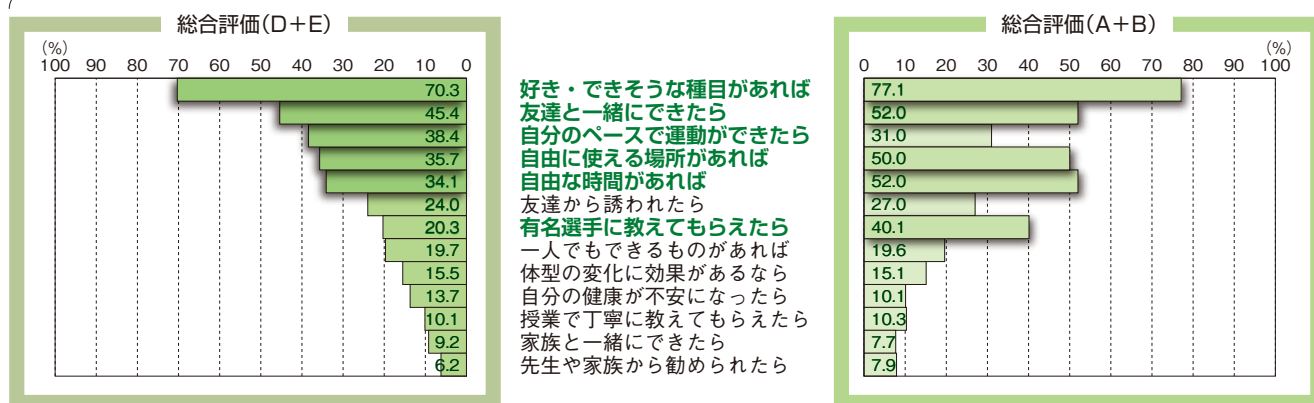 総合評価(D+E)
(%)
100 90 80 70 60 50 40 30 20 10 0
70.3
45.4
38.4
35.7
34.1
24.0
20.3
19.7
15.5
13.7
10.1
9.2
6.2
好き・できそうな種目があれば
友達と一緒にできたら
自分のペースで運動ができたら
自由に使える場所があれば
自由な時間があれば
友達から誘われたら
有名選手に教えてもらえたら
一人でもできるものがあれば
体型の変化に効果があるなら
自分の健康が不安になったら
授業で丁寧に教えてもらえたら
家族と一緒にできたら
先生や家族から勧められたら
総合評価(A+B)
(%)
0 10 20 30 40 50 60 70 80 90 100
77.1
52.0
31.0
50.0
52.0
27.0
40.1
19.6
15.1
10.1
10.3
7.7
7.9